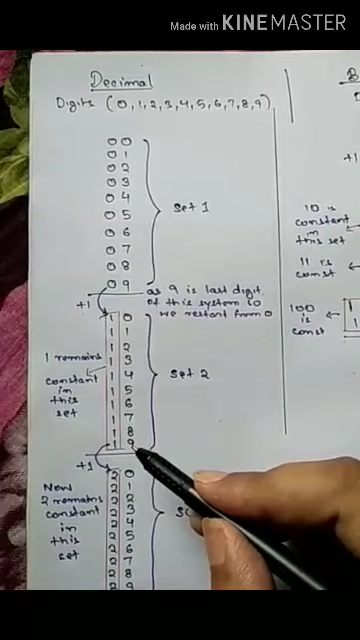 Made with KINEMASTER
Decimal
Digits (0,1,2,3,4,5,6,7,8,9)
00
01
02
03
04
05
06
07
08
09
Set 1
+1
as 9 is last digit
of this system so
we restart from 0
10
11
12
13
14
15
16
17
18
19
1 remains
constant
in this
set
Set 2
+1
20
21
22
23
24
25
26
27
28
29
Now
2 remains
constant
in this
set
B
+1
10 is
constant
in
this set
11 is
const
100
is
const
1
1